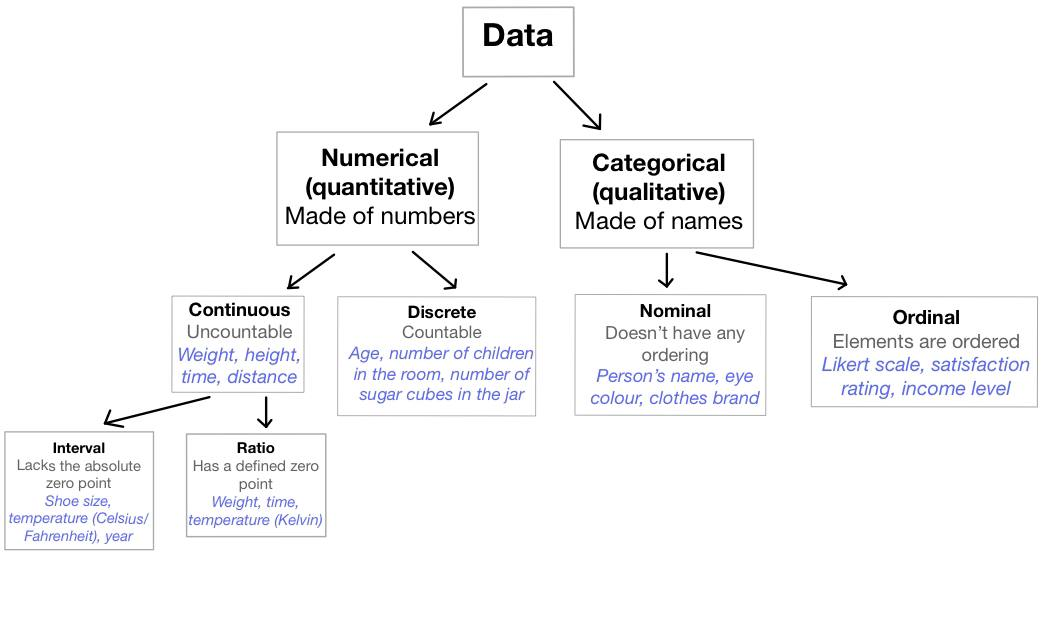 Data
Numerical
(quantitative)
Made of numbers
Categorical
(qualitative)
Made of names
Continuous
Uncountable
Weight, height,
time, distance
Discrete
Countable
Age, number of children
in the room, number of
sugar cubes in the jar
Nominal
Doesn’t have any
ordering
Person’s name, eye
colour, clothes brand
Ordinal
Elements are ordered
Likert scale, satisfaction
rating, income level
Interval
Lacks the absolute
zero point
Shoe size,
temperature (Celsius/
Fahrenheit), year
Ratio
Has a defined zero
point
Weight, time,
temperature (Kelvin)